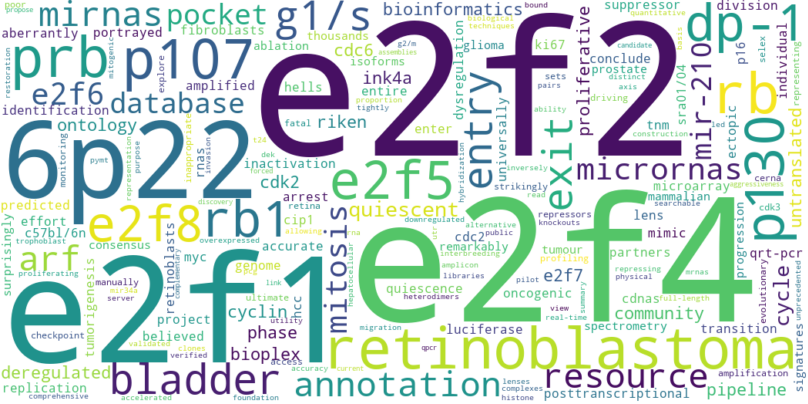 mirnas
pocket
g1/s
bioinformatics
suppressor
division
poor
propose
aberrantly
portrayed
fibroblasts
thousands
cdc6
glioma
ki67
biological
techniques
bound
g2/m
assemblies
quantitative
candidate
basis
selex
dp-1
restoration
mitogenic
prb
p107
explore
ablation
isoforms
hells
ink4a
entire
dysregulation
sets
distinct
pairs
driving
axis
prostate
conclude
proliferative
p16
mir-210
rb
individual
e2f6
amplified
database
identification
ontology
riken
fatal
proportion
tightly
enter
e2f2
entry
universally
ability
sra01/04
tnm
led
construction
ectopic
exit
untranslated
6p22
monitoring
representation
purpose
rnas
invasion
inappropriate
t24
dek
forced
inactivation
cdk2
arrest
cip1
hybridization
inversely
read
strikingly
micrornas
microarray
cerna
aggressiveness
searchable
cdk3
p130
predicted
pymt
discovery
trophoblast
retina
overexpressed
allowing
e2f5
quiescent
cdc2
downregulated
alternative
public
repressors
knockouts
lens
mammalian
mimic
progression
surprisingly
effort
c57bl/6n
consensus
e2f8
rb1
accurate
genome
remarkably
interbreeding
amplicon
libraries
pilot
e2f7
tumour
profiling
partners
qrt-pcr
cycle
evolutionary
unprecedented
signatures
arf
myc
retinoblasts
complementary
mitosis
quiescence
heterodimers
e2f4
oncogenic
repressing
physical
cdnas
mrnas
full-length
community
tumorigenesis
proliferating
manually
server
mir34a
link
ultimate
hcc
hepatocellular
utility
view
real-time
summary
spectrometry
transition
e2f1
checkpoint
project
believed
cyclin
phase
migration
luciferase
validated
clones
verified
access
bioplex
qpcr
retinoblastoma
deregulated
replication
comprehensive
accelerated
bladder
accuracy
foundation
current
annotation
lenses
complexes
histone
resource
posttranscriptional
amplification
pipeline